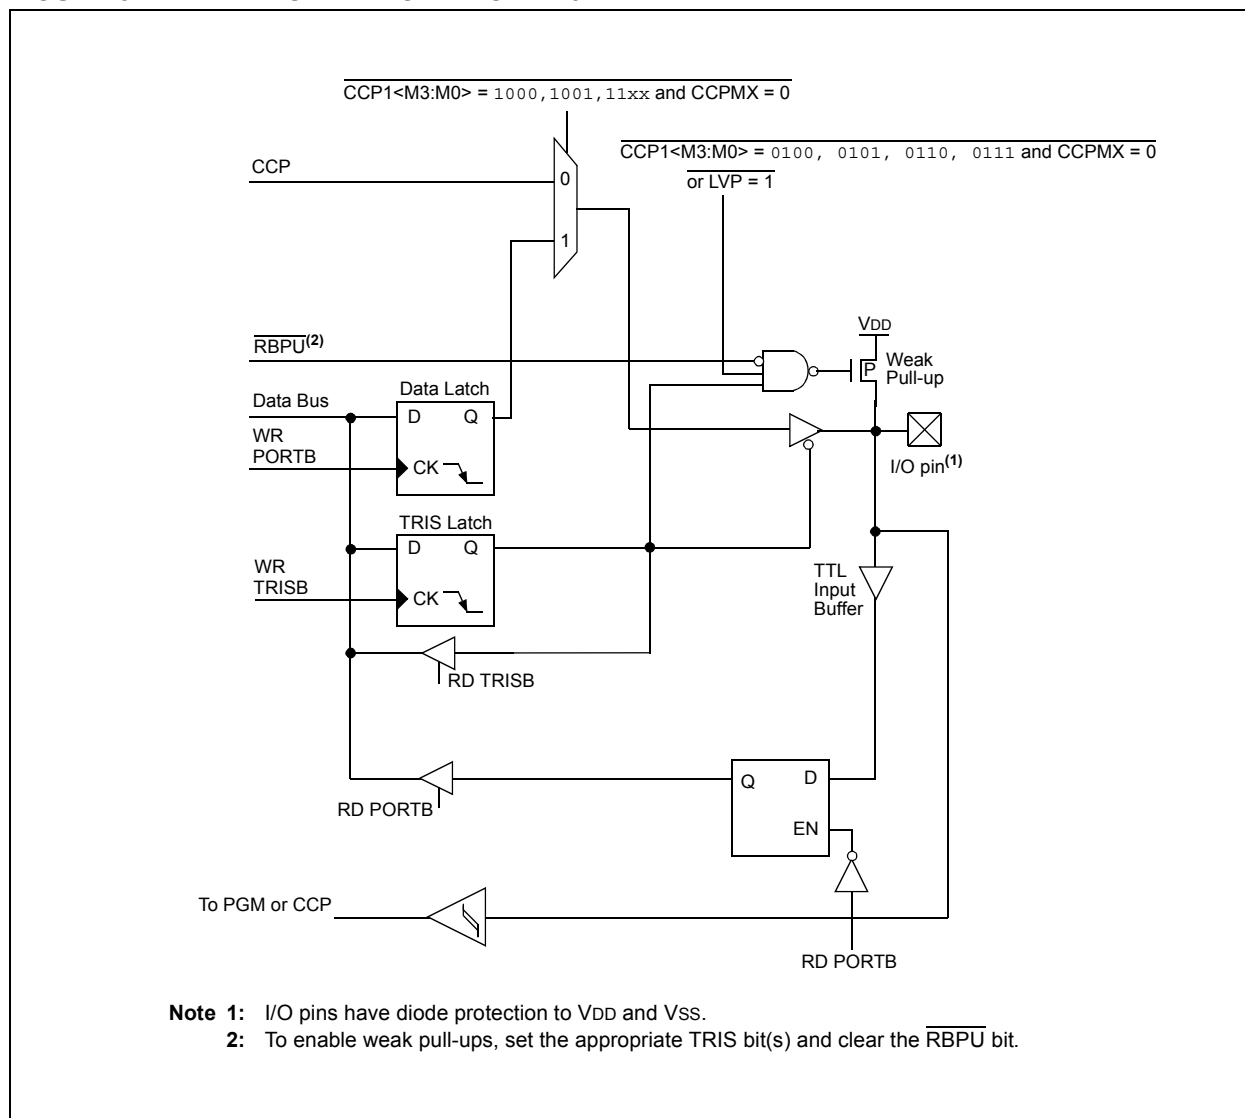 CCP1<M3:M0> = 1000,1001,11xx and CCPMX = 0
CCP1<M3:M0> = 0100, 0101, 0110, 0111 and CCPMX = 0
or LVP = 1
CCP
0
1
VDD
RBPU(2)
P
Weak
Pull-up
Data Bus
Data Latch
D Q
WR
PORTB
CK
I/O pin(1)
TRIS Latch
D Q
WR
TRISB
CK
TTL
Input
Buffer
RD TRISB
Q D
EN
RD PORTB
To PGM or CCP
RD PORTB
Note 1: I/O pins have diode protection to VDD and VSS.
2: To enable weak pull-ups, set the appropriate TRIS bit(s) and clear the RBPU bit.